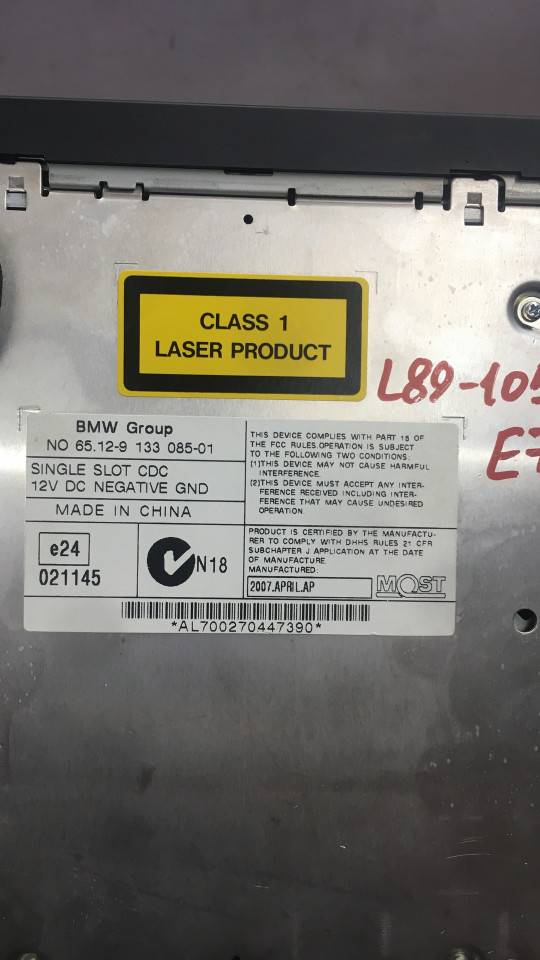 CLASS 1
LASER PRODUCT
L89-105
E7
BMW Group
NO 65.12-9 133 085-01
SINGLE SLOT CDC
12V DC NEGATIVE GND
MADE IN CHINA
e24
021145
N18
THIS DEVICE COMPLIES WITH PART 15 OF
THE FCC RULES.OPERATION IS SUBJECT
TO THE FOLLOWING TWO CONDITIONS:
(1)THIS DEVICE MAY NOT CAUSE HARMFUL
INTERFERENCE.
(2)THIS DEVICE MUST ACCEPT ANY INTER-
FERENCE RECEIVED INCLUDING INTER-
FERENCE THAT MAY CAUSE UNDESIRED
OPERATION.
PRODUCT IS CERTIFIED BY THE MANUFACTU-
RER TO COMPLY WITH DHHS RULES 21 CFR
SUBCHAPTER J APPLICATION AT THE DATE
OF MANUFACTURE.
MANUFACTURED:
2007.APRIL.AP
MOST
*AL700270447390*